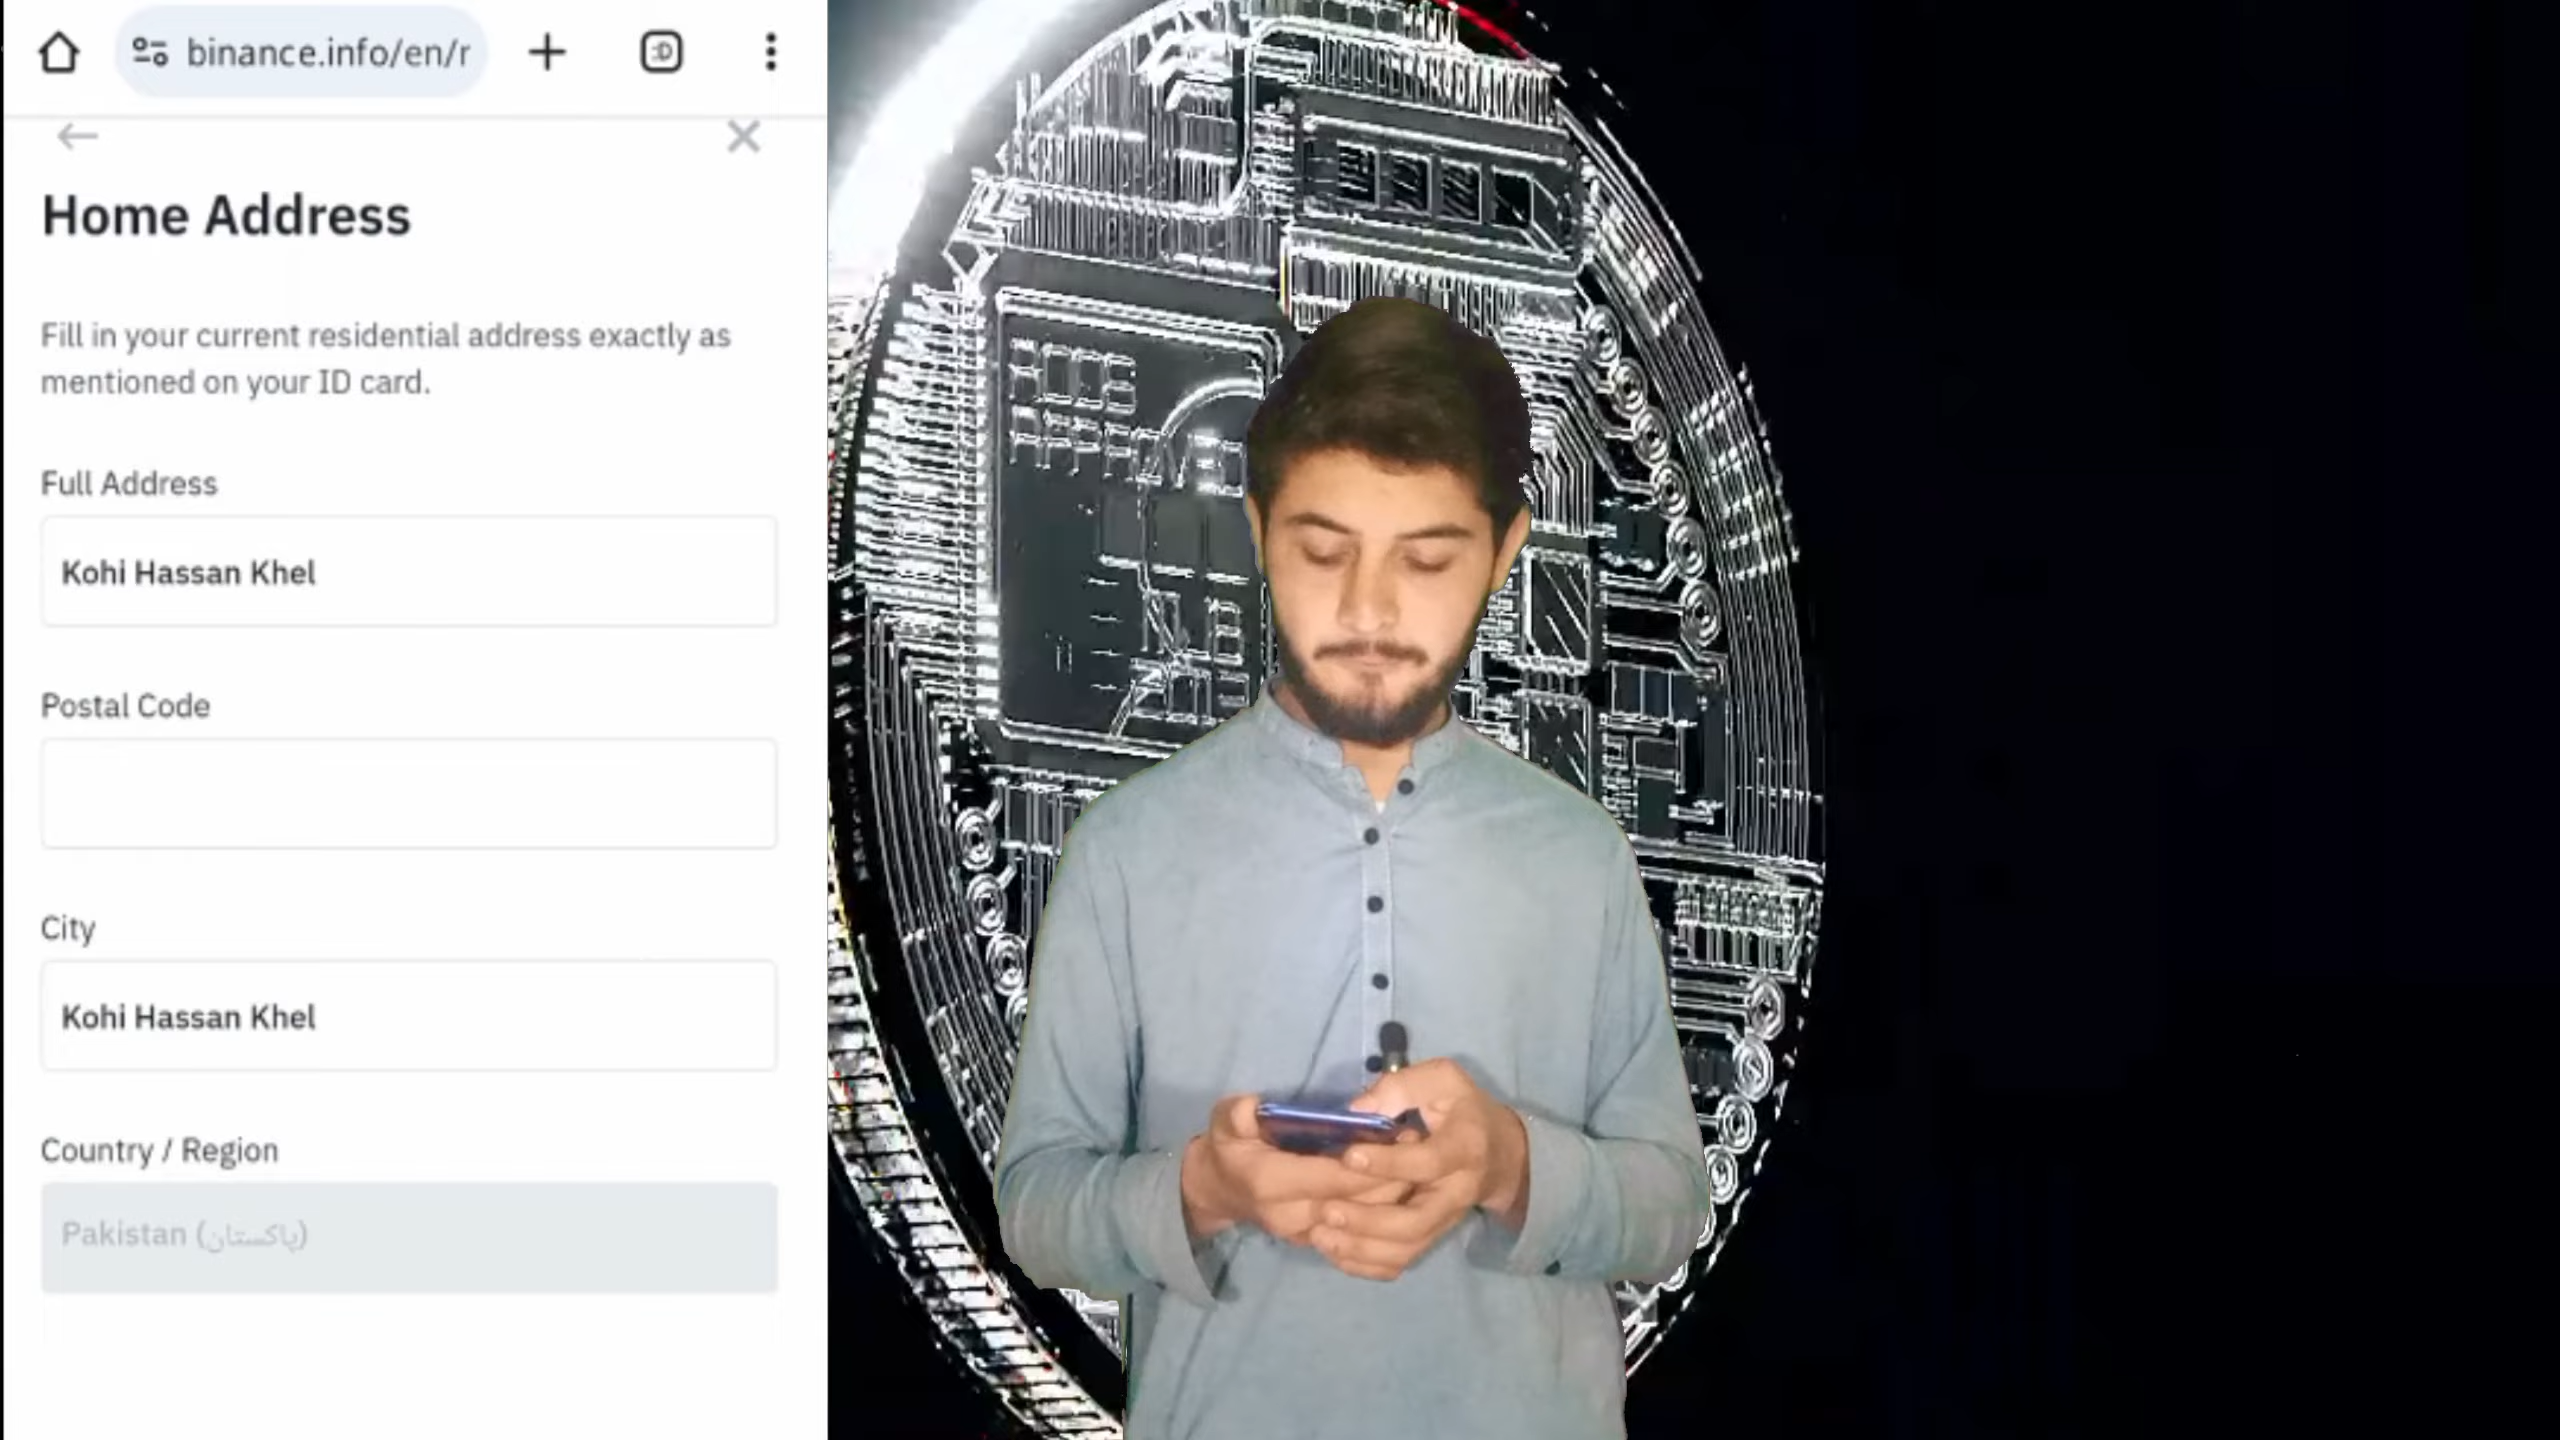 binance.info/en/r
:D
Home Address
Fill in your current residential address exactly as
mentioned on your ID card.
Full Address
Kohi Hassan Khel
Postal Code
City
Kohi Hassan Khel
Country / Region
Pakistan (پاکستان)